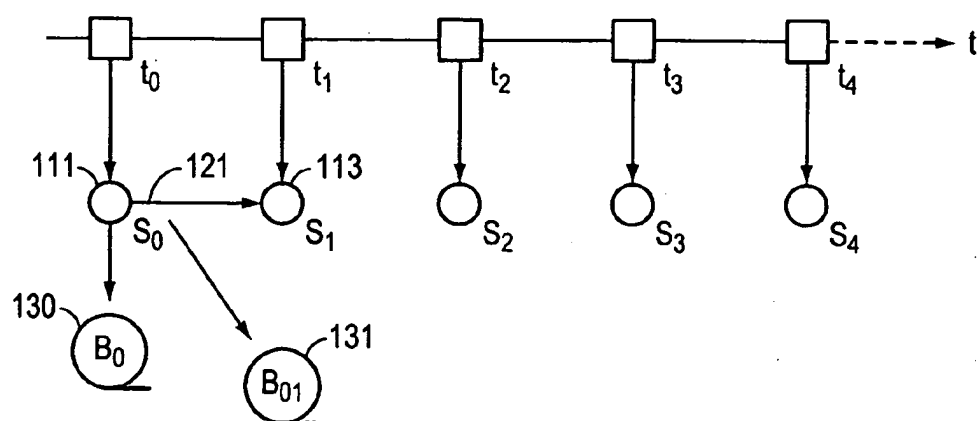 t
t₀ t₁ t₂ t₃ t₄
111 121 113
S₀ S₁ S₂ S₃ S₄
130 131
B₀
B₀₁